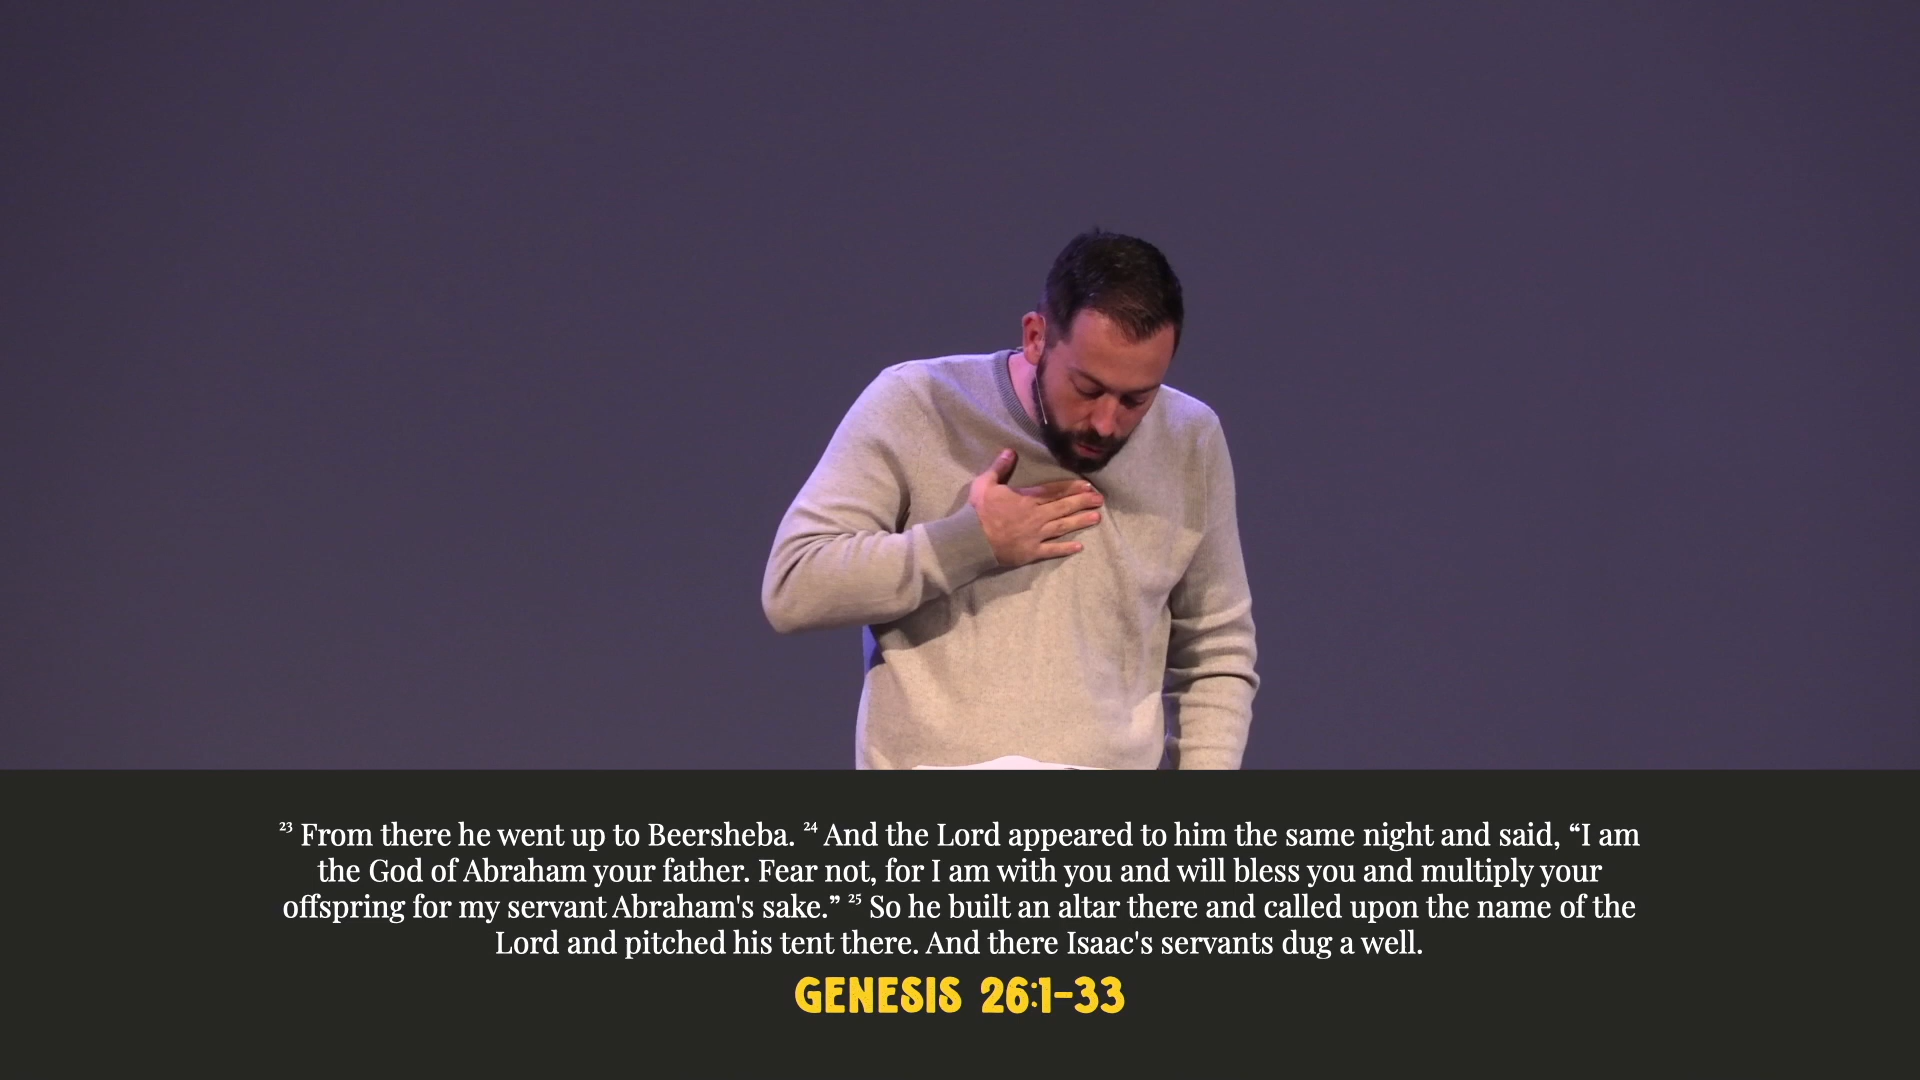 ²³ From there he went up to Beersheba. ²⁴ And the Lord appeared to him the same night and said, “I am
the God of Abraham your father. Fear not, for I am with you and will bless you and multiply your
offspring for my servant Abraham's sake.” ²⁵ So he built an altar there and called upon the name of the
Lord and pitched his tent there. And there Isaac's servants dug a well.
GENESIS 26:1-33